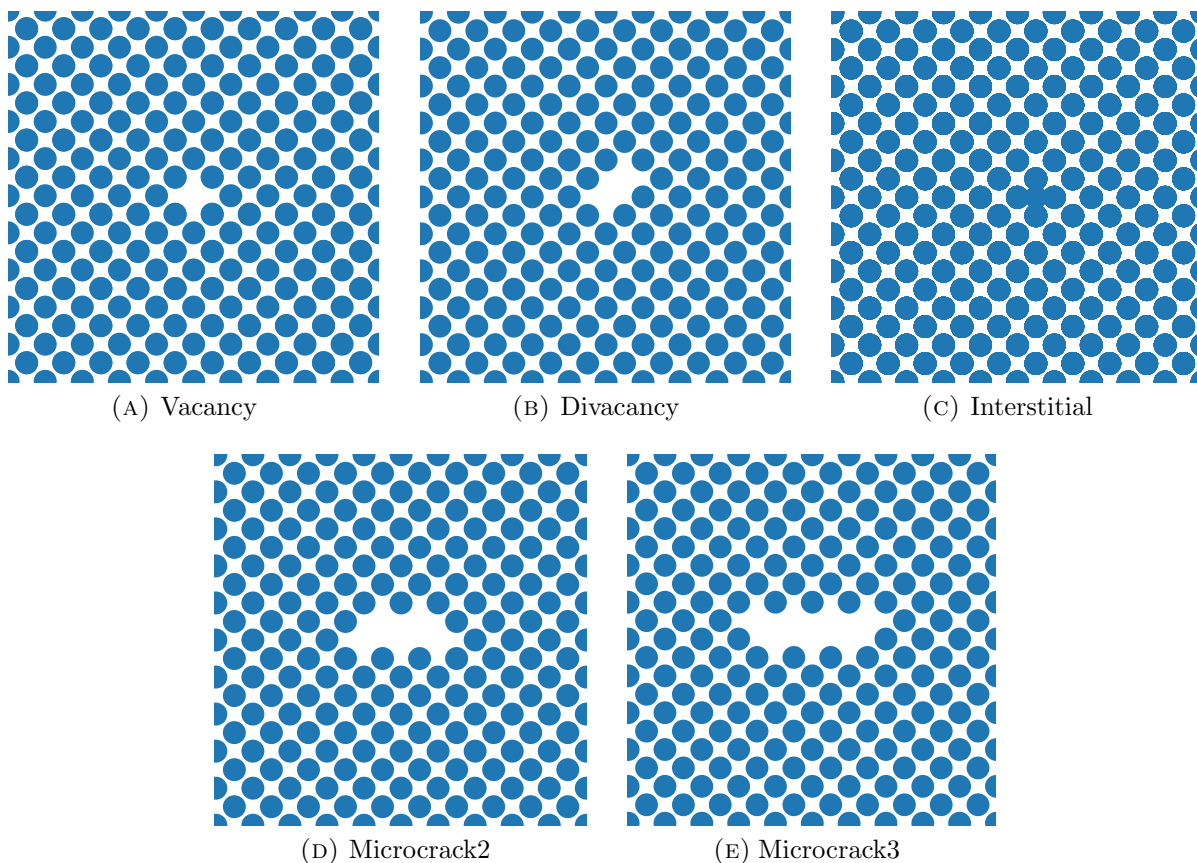 (A) Vacancy
(B) Divacancy
(C) Interstitial
(D) Microcrack2
(E) Microcrack3